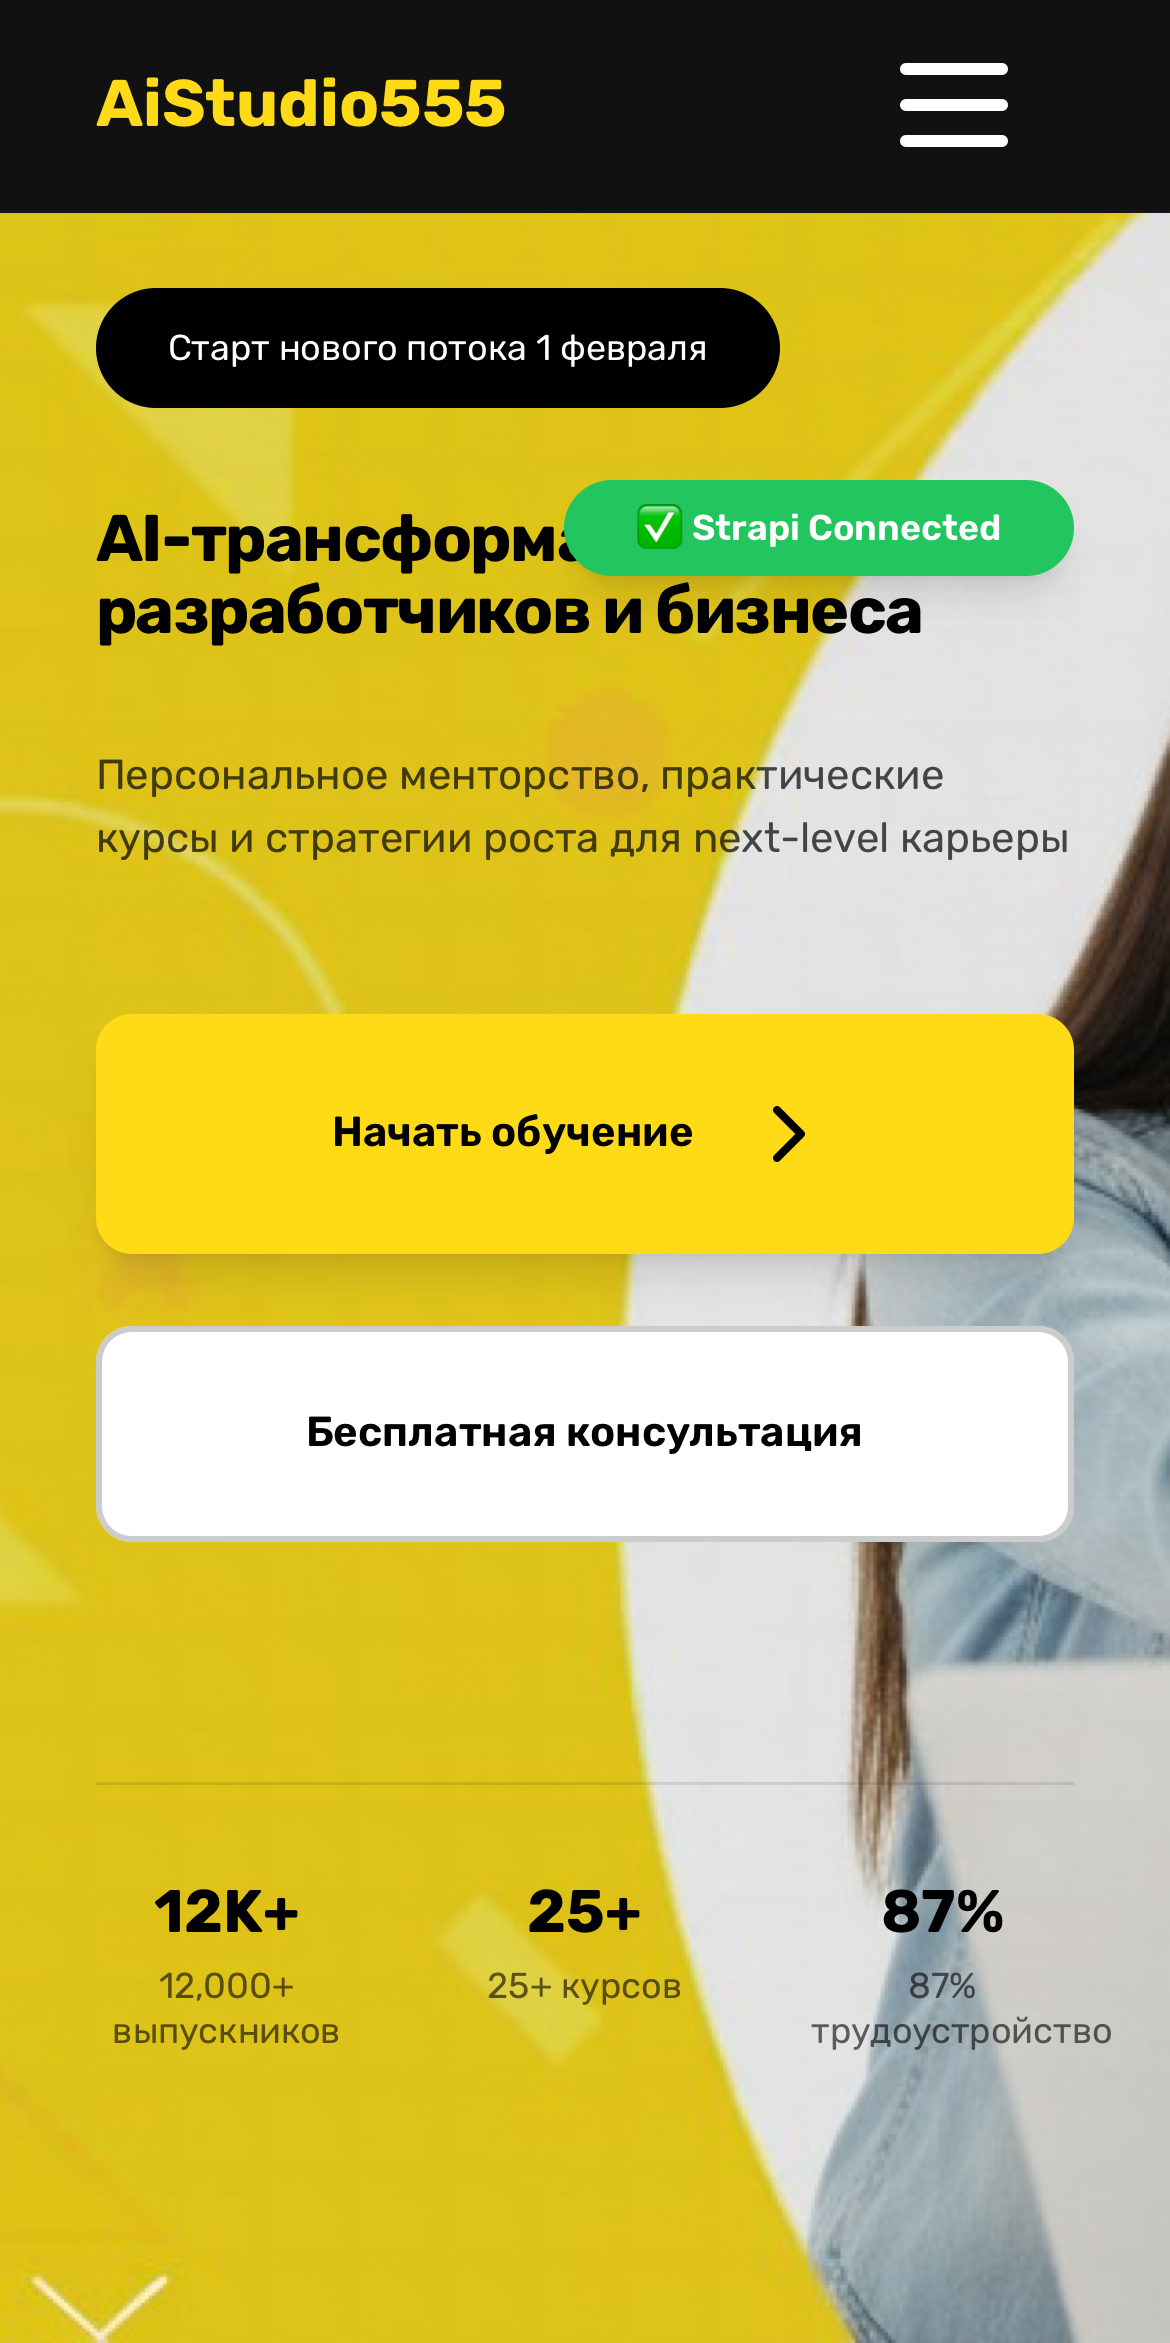 AiStudio555
Старт нового потока 1 февраля
✅ Strapi Connected
AI-трансформа
разработчиков и бизнеса
Персональное менторство, практические
курсы и стратегии роста для next-level карьеры
Начать обучение
Бесплатная консультация
12K+
25+
87%
12,000+
выпускников
25+ курсов
87%
трудоустройство